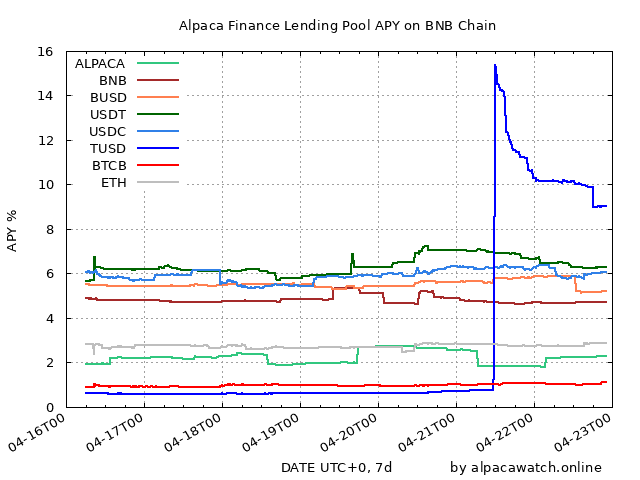 Alpaca Finance Lending Pool APY on BNB Chain
16
14
12
10
8
6
4
2
0
APY %
ALPACA
BNB
BUSD
USDT
USDC
TUSD
BTCB
ETH
04-16T00
04-17T00
04-18T00
04-19T00
04-20T00
04-21T00
04-22T00
04-23T00
DATE UTC+0, 7d
by alpacawatch.online